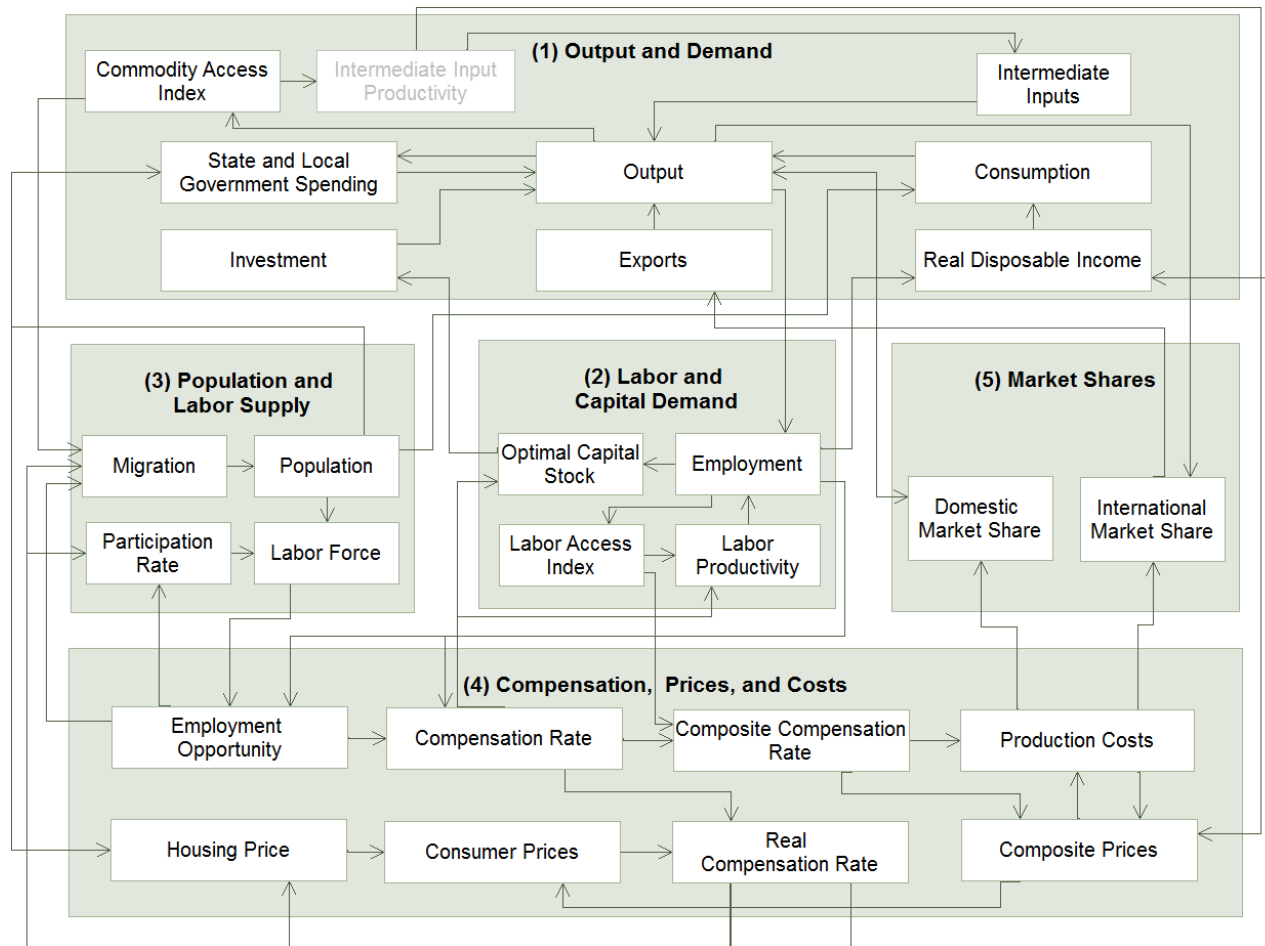 (1) Output and Demand
Commodity Access
Index
Intermediate Input
Productivity
Intermediate
Inputs
State and Local
Government Spending
Output
Consumption
Investment
Exports
Real Disposable Income
(3) Population and
Labor Supply
Migration
Population
Participation
Rate
Labor Force
(2) Labor and
Capital Demand
Optimal Capital
Stock
Employment
Labor Access
Index
Labor
Productivity
(5) Market Shares
Domestic
Market Share
International
Market Share
(4) Compensation, Prices, and Costs
Employment
Opportunity
Compensation Rate
Composite Compensation
Rate
Production Costs
Housing Price
Consumer Prices
Real
Compensation Rate
Composite Prices